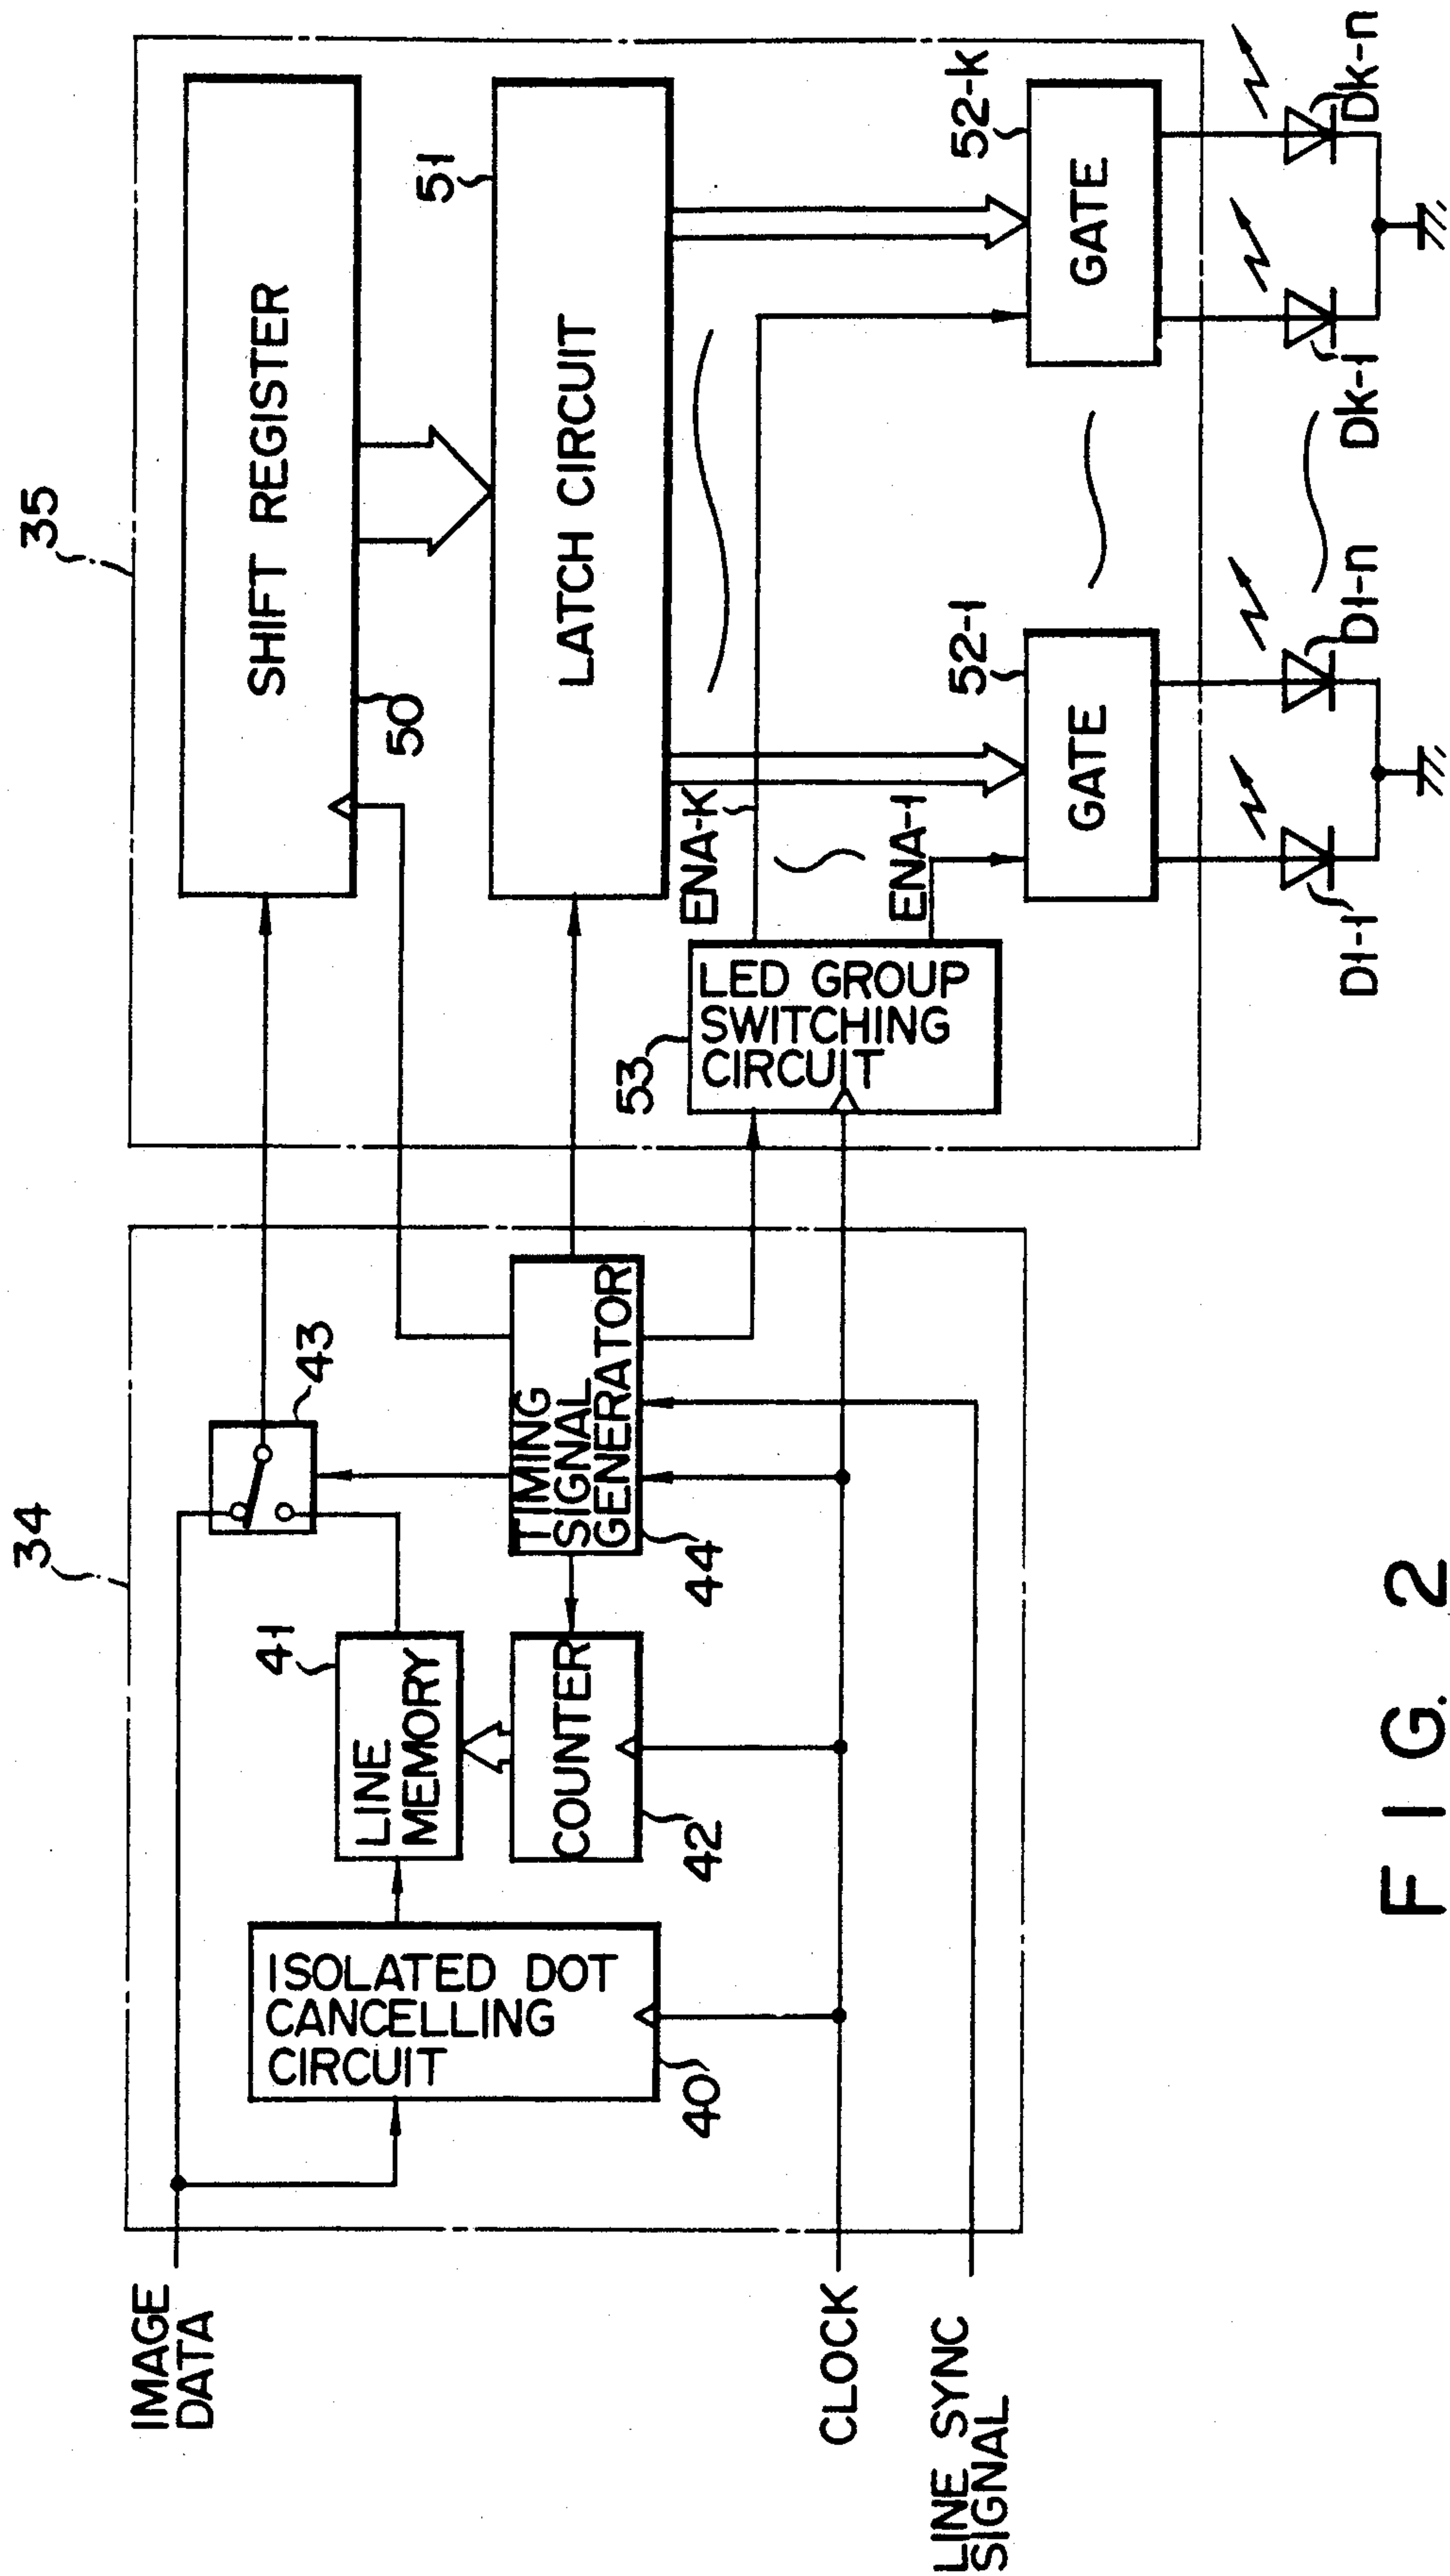 34
35
IMAGE
DATA
43
SHIFT REGISTER
50
41
LINE
MEMORY
ISOLATED DOT
CANCELLING
CIRCUIT
40
COUNTER
42
TIMING
SIGNAL
GENERATOR
44
LATCH CIRCUIT
51
ENA-K
LED GROUP
SWITCHING
CIRCUIT
53
ENA-1
CLOCK
LINE SYNC
SIGNAL
52-1
GATE
52-k
GATE
D1-1
D1-n
Dk-1
Dk-n
FIG. 2